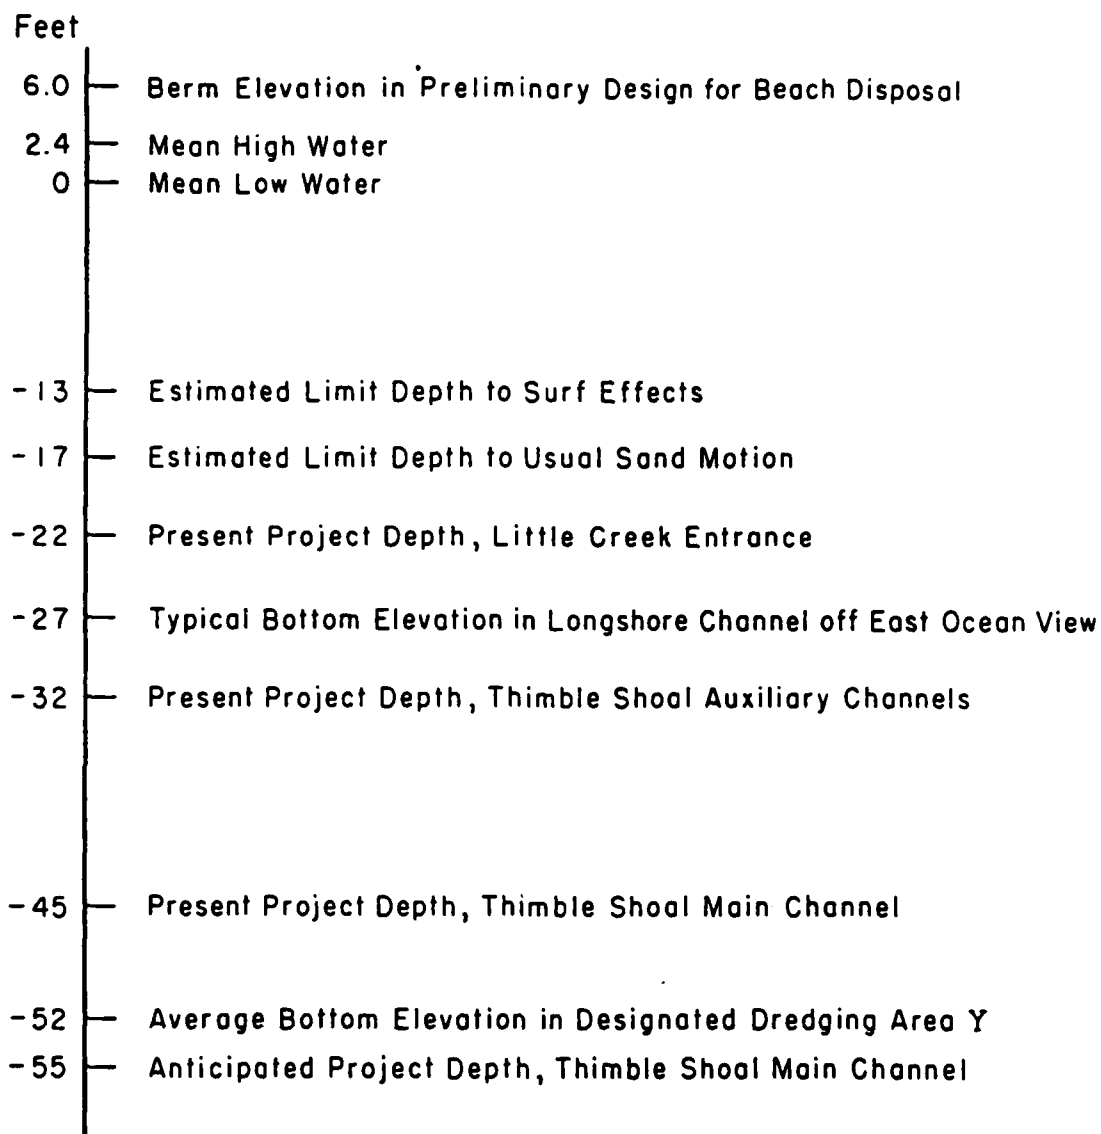 Feet
6.0 Berm Elevation in Preliminary Design for Beach Disposal
2.4 Mean High Water
0 Mean Low Water
-13 Estimated Limit Depth to Surf Effects
-17 Estimated Limit Depth to Usual Sand Motion
-22 Present Project Depth, Little Creek Entrance
-27 Typical Bottom Elevation in Longshore Channel off East Ocean View
-32 Present Project Depth, Thimble Shoal Auxiliary Channels
-45 Present Project Depth, Thimble Shoal Main Channel
-52 Average Bottom Elevation in Designated Dredging Area Y
-55 Anticipated Project Depth, Thimble Shoal Main Channel